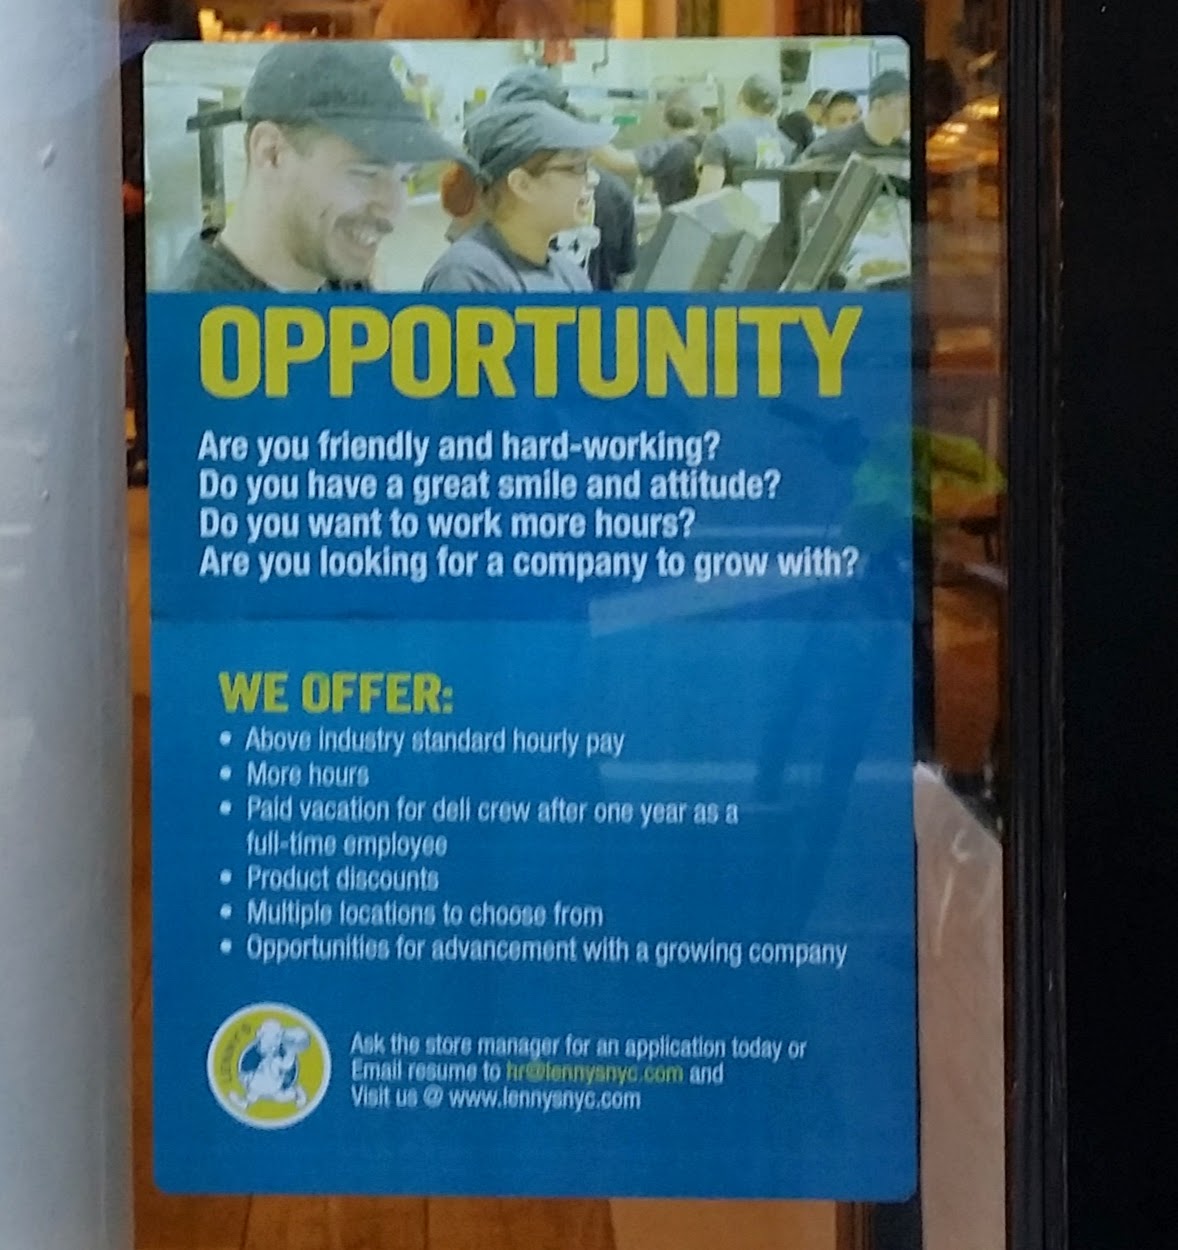 OPPORTUNITY
Are you friendly and hard-working?
Do you have a great smile and attitude?
Do you want to work more hours?
Are you looking for a company to grow with?
WE OFFER:
• Above industry standard hourly pay
• More hours
• Paid vacation for deli crew after one year as a
full-time employee
• Product discounts
• Multiple locations to choose from
• Opportunities for advancement with a growing company
LENNY'S
Ask the store manager for an application today or
Email resume to hr@lennysnyc.com and
Visit us @ www.lennysnyc.com